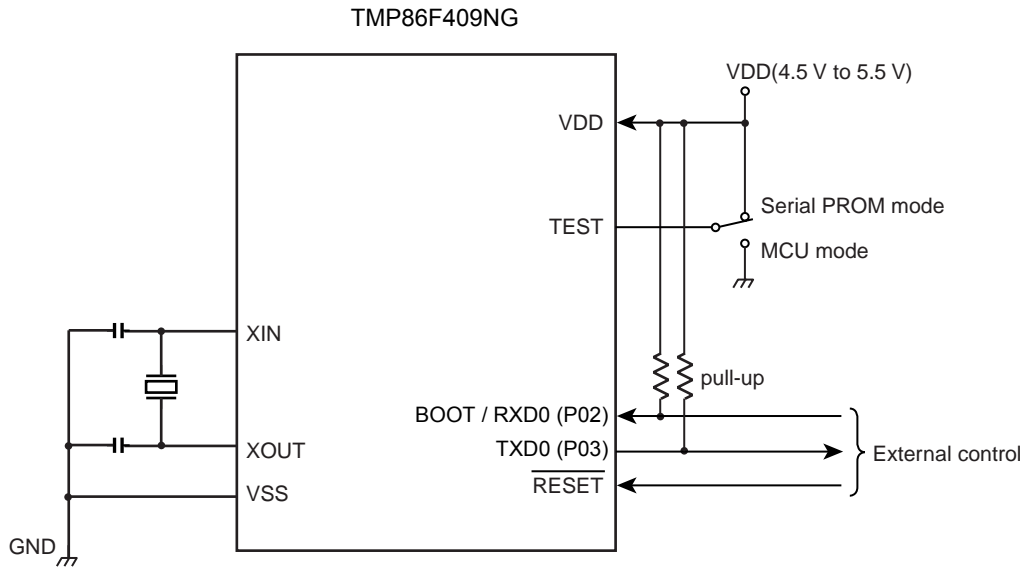 TMP86F409NG
VDD(4.5 V to 5.5 V)
VDD
Serial PROM mode
TEST
MCU mode
XIN
pull-up
BOOT / RXD0 (P02)
XOUT
TXD0 (P03)
External control
RESET
VSS
GND